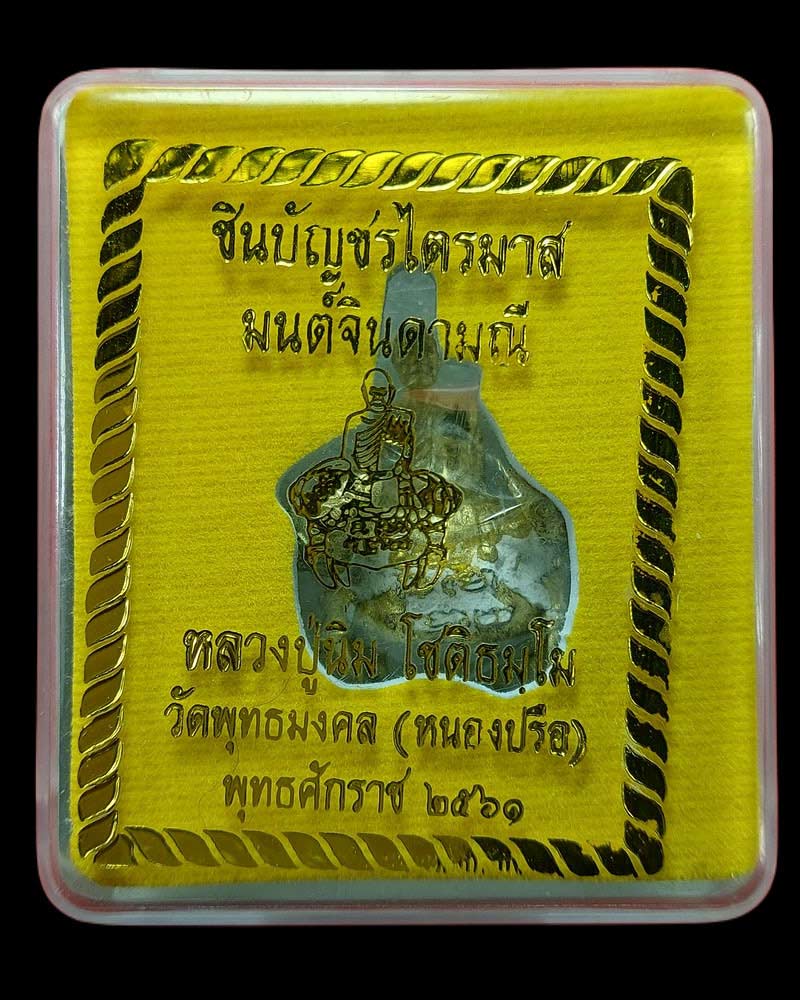 ชินบัญชรไตรมาส
มนต์จินดามณี
หลวงปู่นิ่ม โชติธมฺโม
วัดพุทธมงคล (หนองปรือ)
พุทธศักราช ๒๕๖๑